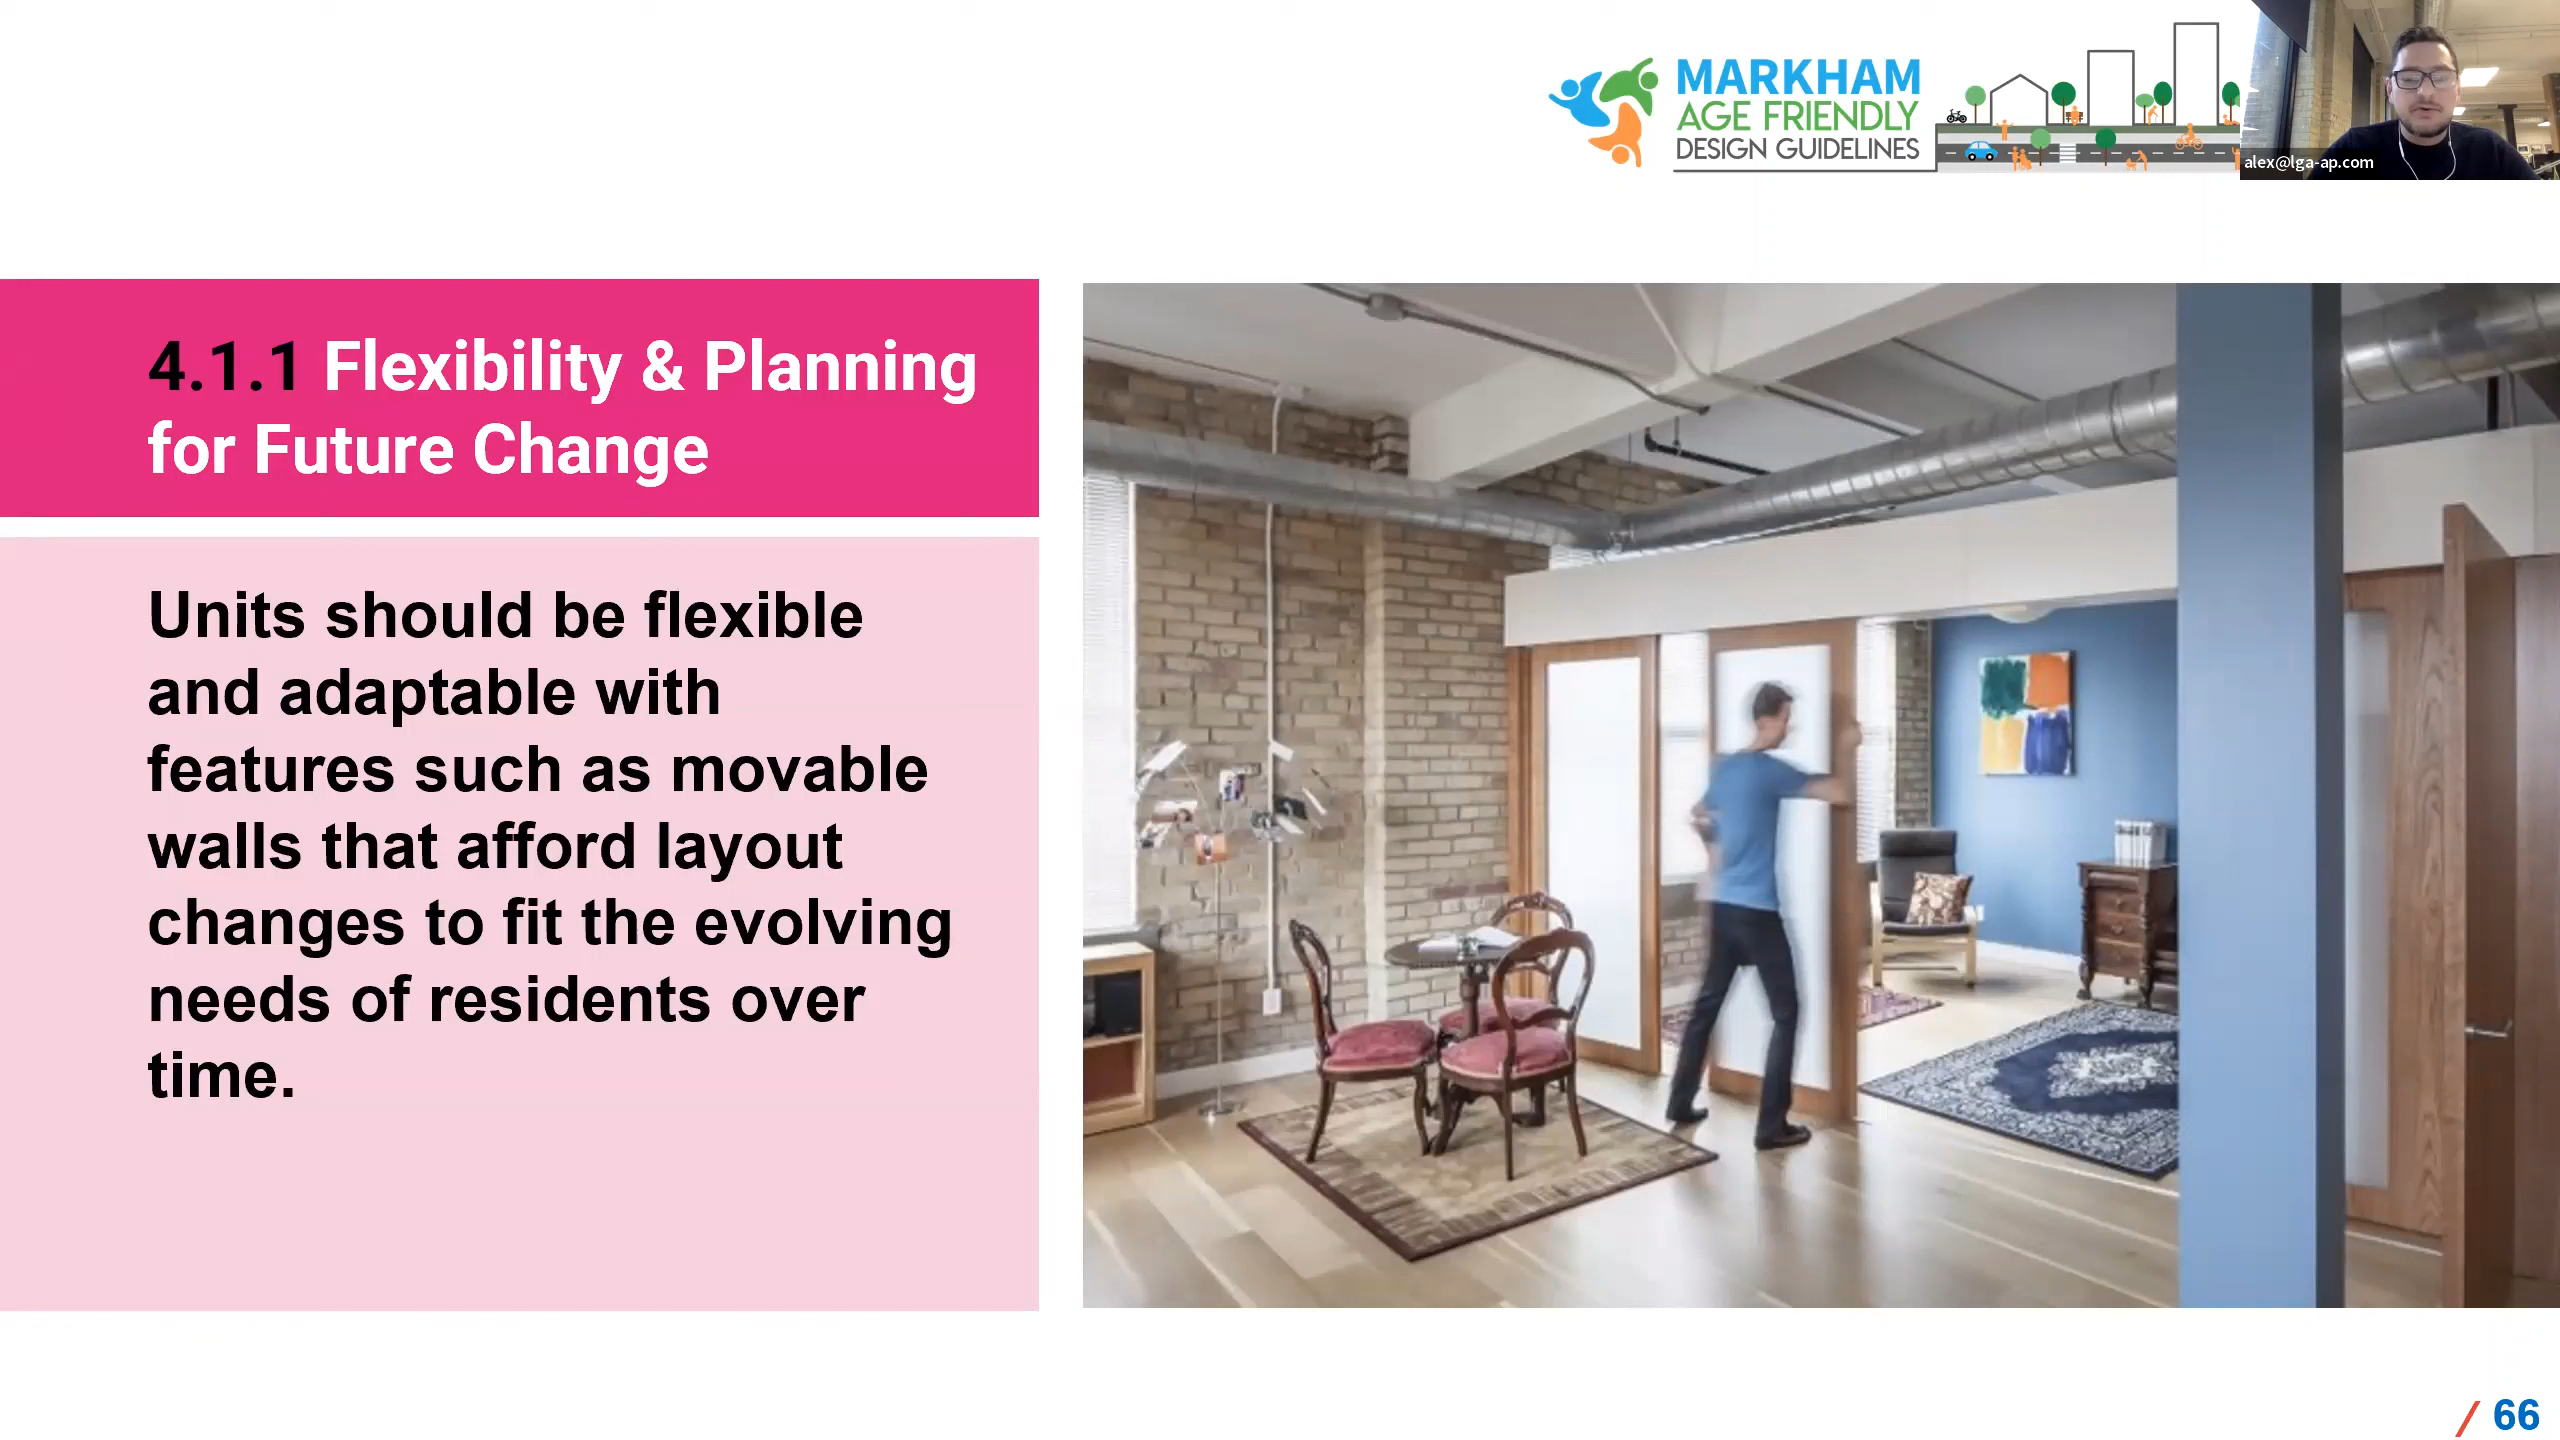 MARKHAM
AGE FRIENDLY
DESIGN GUIDELINES
alex@lga-ap.com
4.1.1 Flexibility & Planning
for Future Change
Units should be flexible
and adaptable with
features such as movable
walls that afford layout
changes to fit the evolving
needs of residents over
time.
/ 66